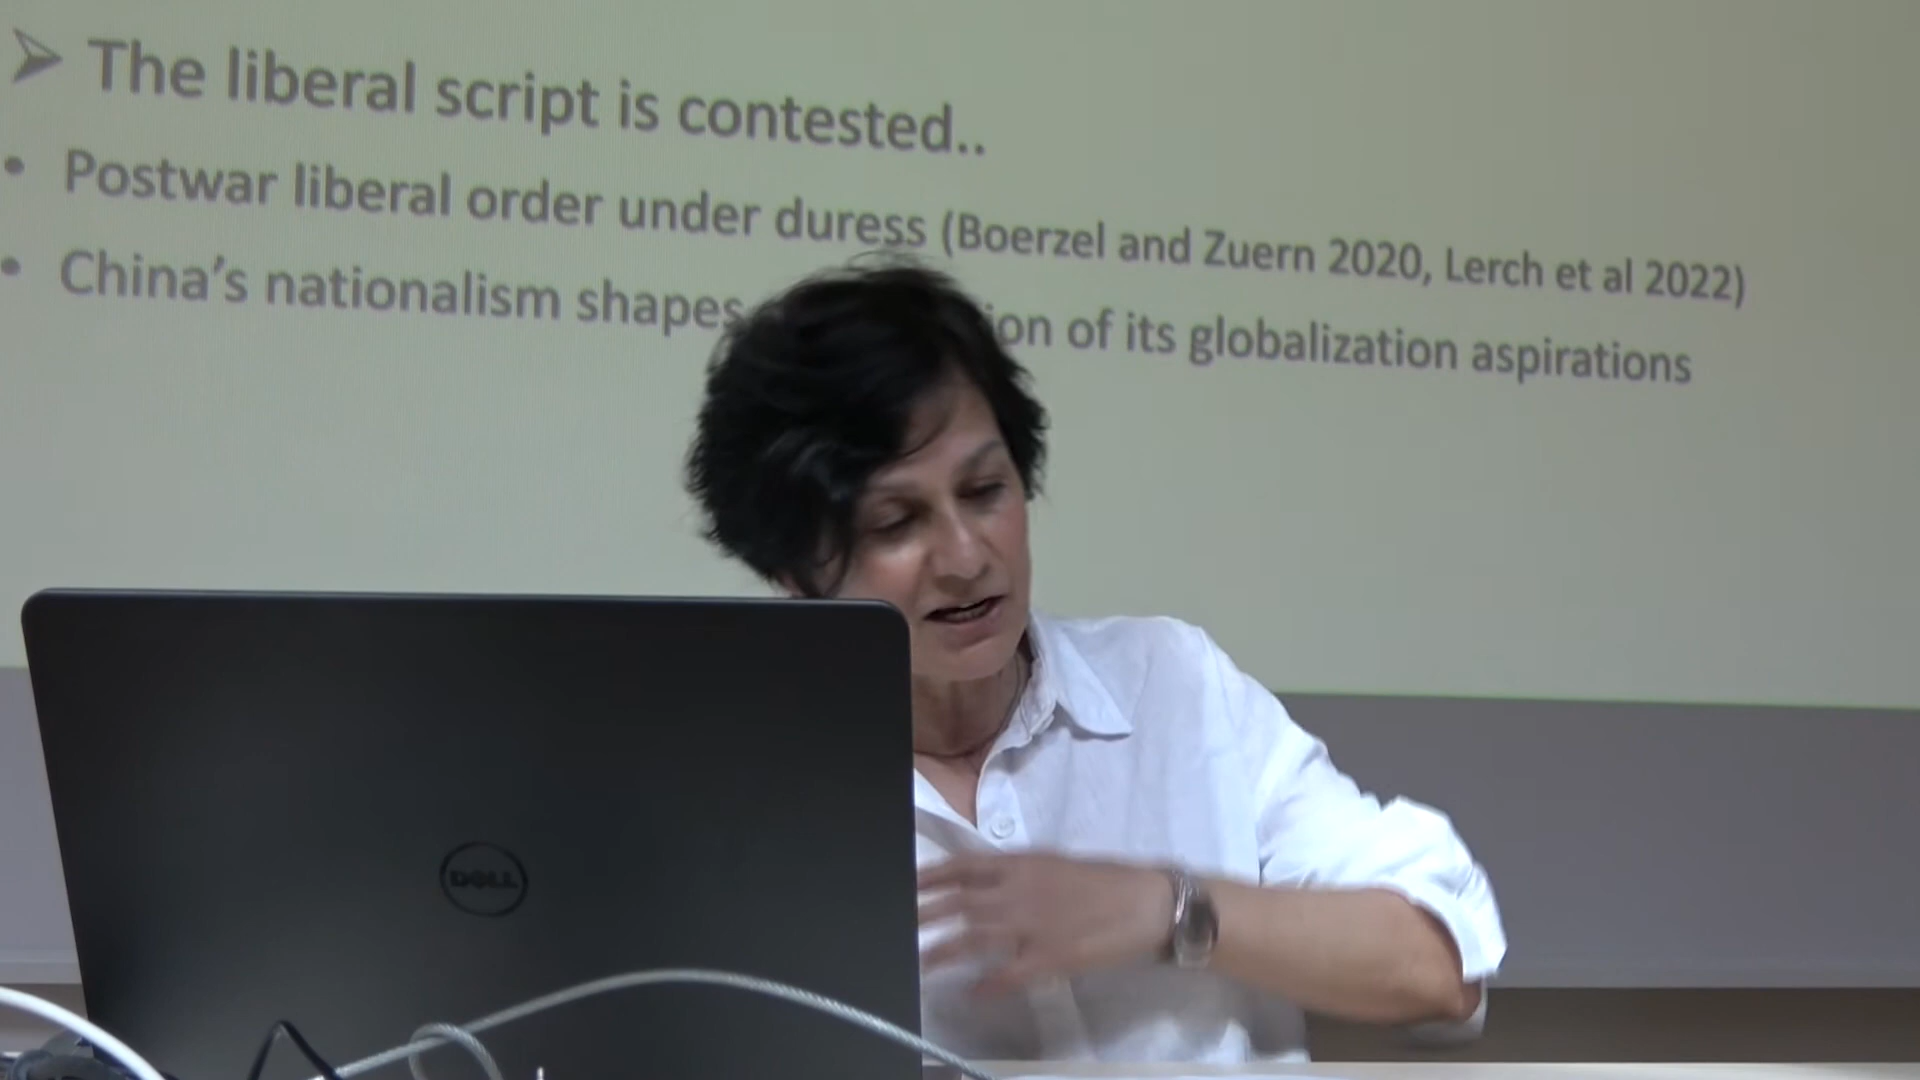 ➢ The liberal script is contested..
• Postwar liberal order under duress (Boerzel and Zuern 2020, Lerch et al 2022)
• China's nationalism shapes ion of its globalization aspirations
DELL